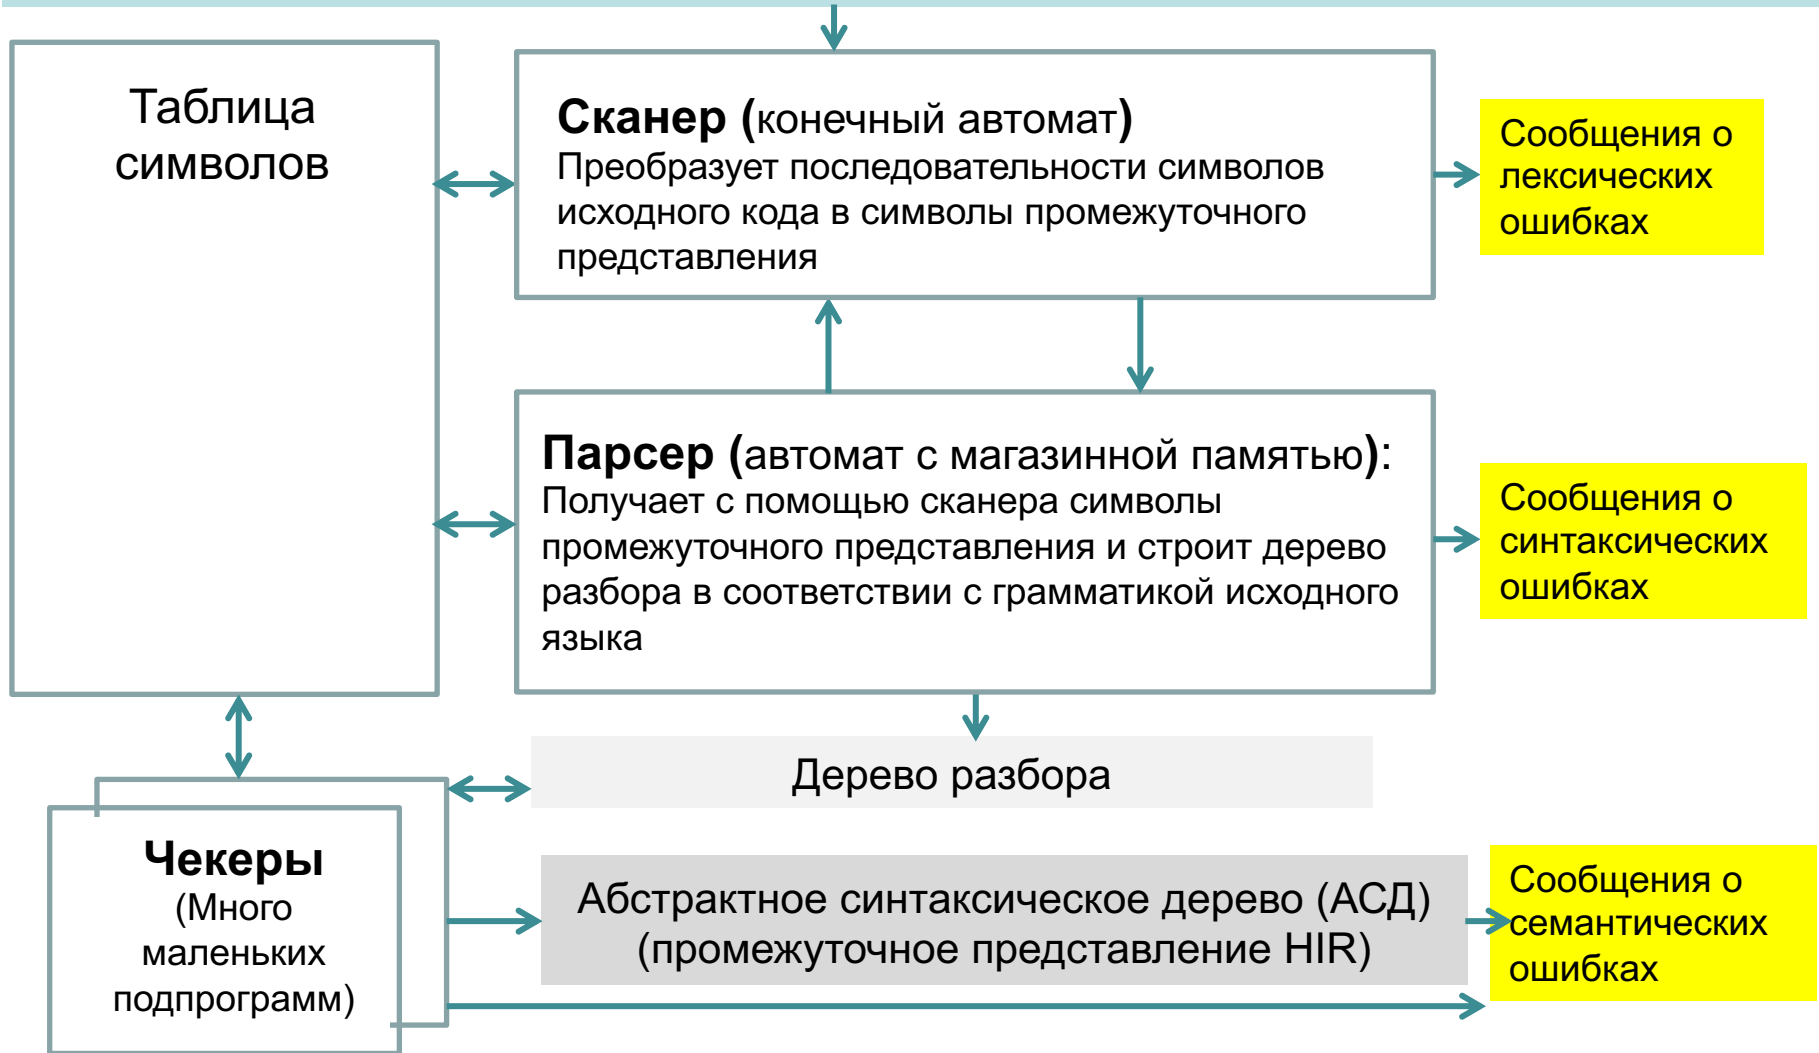 Таблица
символов
Сканер (конечный автомат)
Преобразует последовательности символов
исходного кода в символы промежуточного
представления
Сообщения о
лексических
ошибках
Парсер (автомат с магазинной памятью):
Получает с помощью сканера символы
промежуточного представления и строит дерево
разбора в соответствии с грамматикой исходного
языка
Сообщения о
синтаксических
ошибках
Дерево разбора
Чекеры
(Много
маленьких
подпрограмм)
Абстрактное синтаксическое дерево (АСД)
(промежуточное представление HIR)
Сообщения о
семантических
ошибках